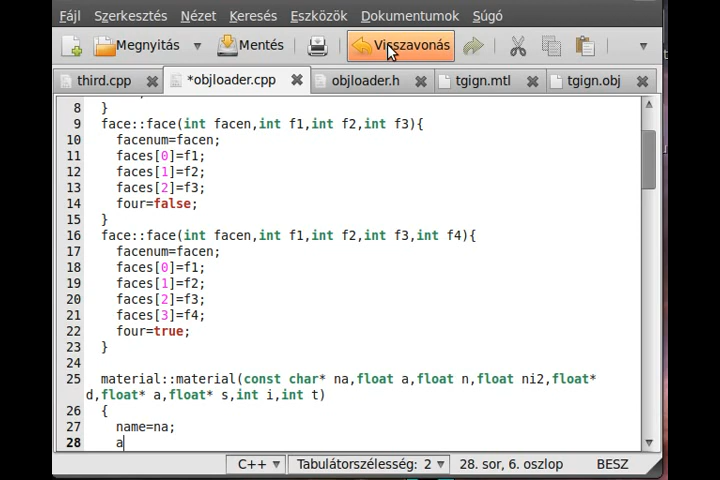 Fájl Szerkesztés Nézet Keresés Eszközök Dokumentumok Súgó
Megnyitás Mentés Visszavonás
third.cpp *objloader.cpp objloader.h tgign.mtl tgign.obj
8 }
9 face::face(int facen,int f1,int f2,int f3){
10 facenum=facen;
11 faces[0]=f1;
12 faces[1]=f2;
13 faces[2]=f3;
14 four=false;
15 }
16 face::face(int facen,int f1,int f2,int f3,int f4){
17 facenum=facen;
18 faces[0]=f1;
19 faces[1]=f2;
20 faces[2]=f3;
21 faces[3]=f4;
22 four=true;
23 }
24
25 material::material(const char* na,float a,float n,float ni2,float*
d,float* a,float* s,int i,int t)
26 {
27 name=na;
28 a
C++ Tabulátorszélesség: 2 28. sor, 6. oszlop BESZ